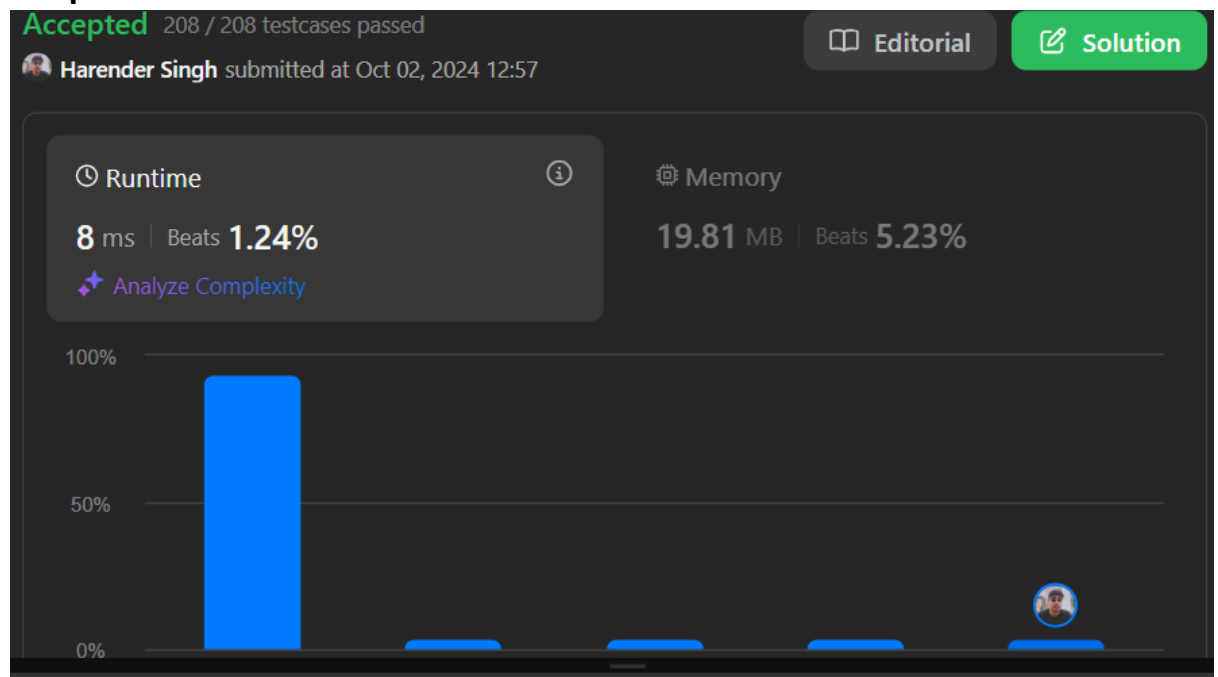 Accepted 208 / 208 testcases passed
Editorial
Solution
Harender Singh submitted at Oct 02, 2024 12:57
Runtime
8 ms | Beats 1.24%
Analyze Complexity
Memory
19.81 MB | Beats 5.23%
100%
50%
0%